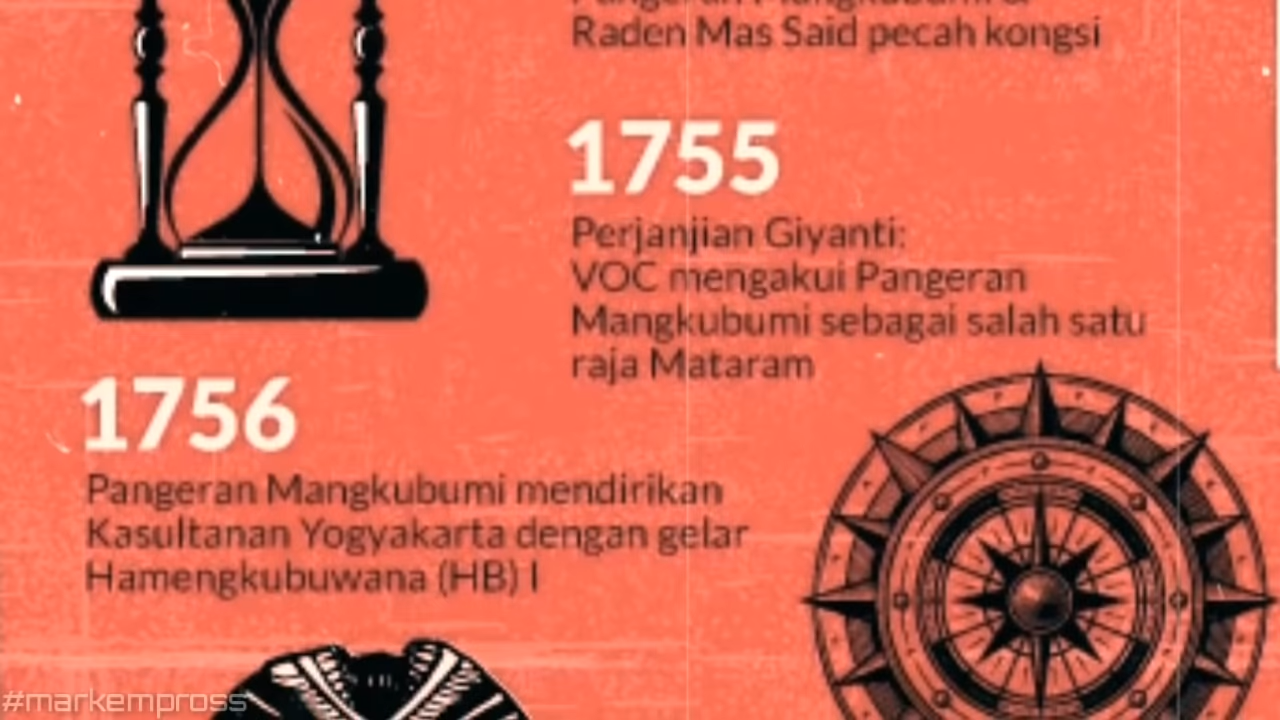 Raden Mas Said pecah kongsi
1755
Perjanjian Giyanti:
VOC mengakui Pangeran
Mangkubumi sebagai salah satu
raja Mataram
1756
Pangeran Mangkubumi mendirikan
Kasultanan Yogyakarta dengan gelar
Hamengkubuwana (HB) I
#markempross